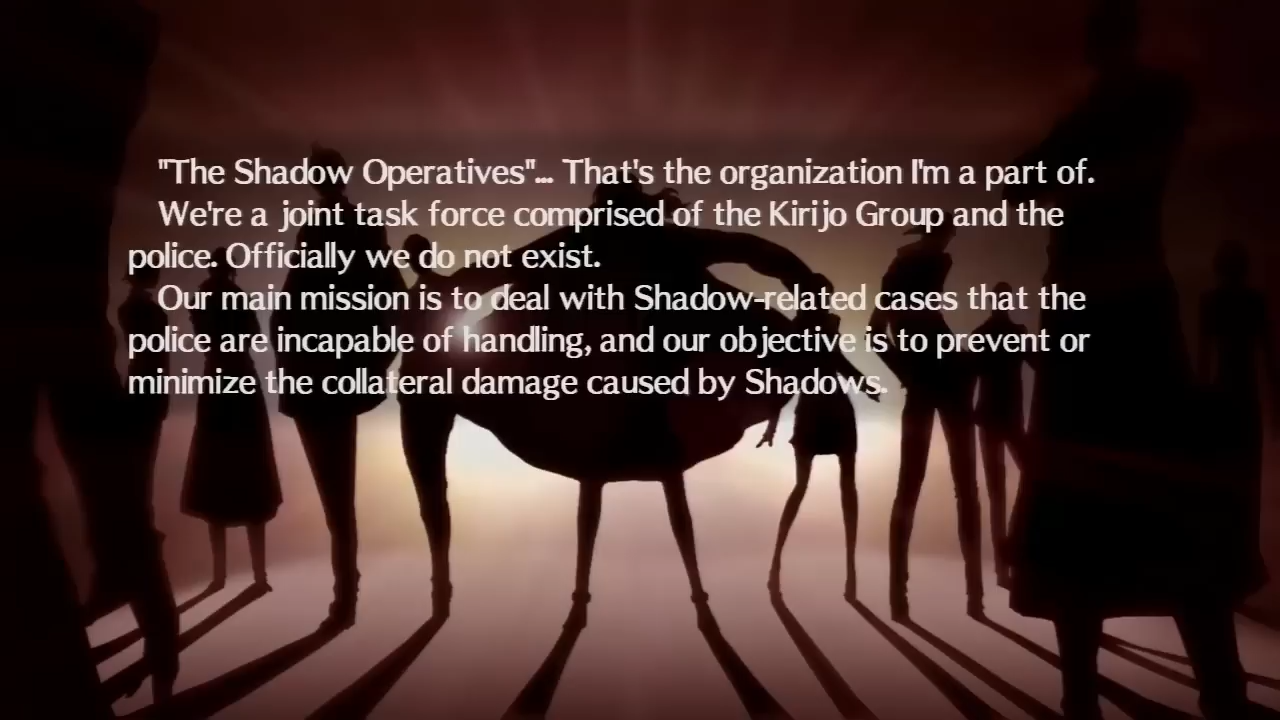 "The Shadow Operatives"... That's the organization I'm a part of.
We're a joint task force comprised of the Kirijo Group and the
police. Officially we do not exist.
Our main mission is to deal with Shadow-related cases that the
police are incapable of handling, and our objective is to prevent or
minimize the collateral damage caused by Shadows.